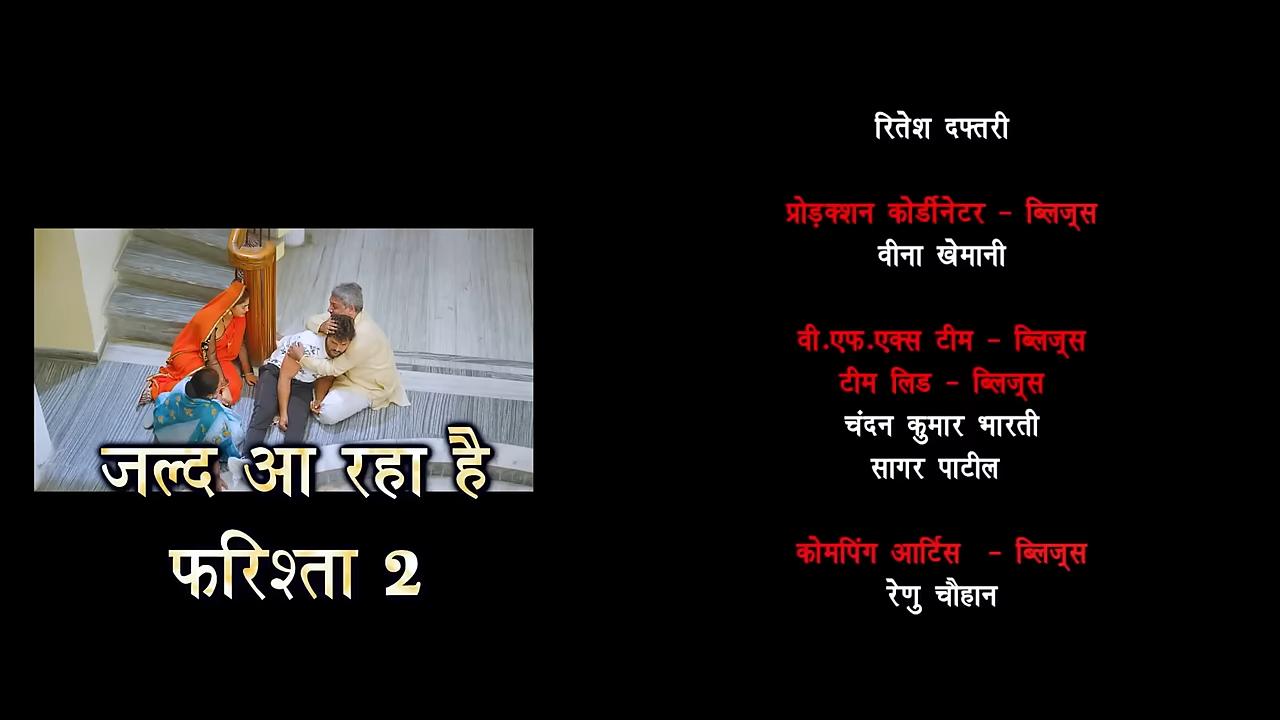 जल्द आ रहा है
फरिश्ता 2
रितेश दफ्तरी
प्रोड़क्शन कोर्डीनेटर - ब्लिज्स
वीना खेमानी
वी.एफ.एक्स टीम - ब्लिज्स
टीम लिड - ब्लिज्स
चंदन कुमार भारती
सागर पाटील
कोमपिंग आर्टिस - ब्लिज्स
रेणु चौहान